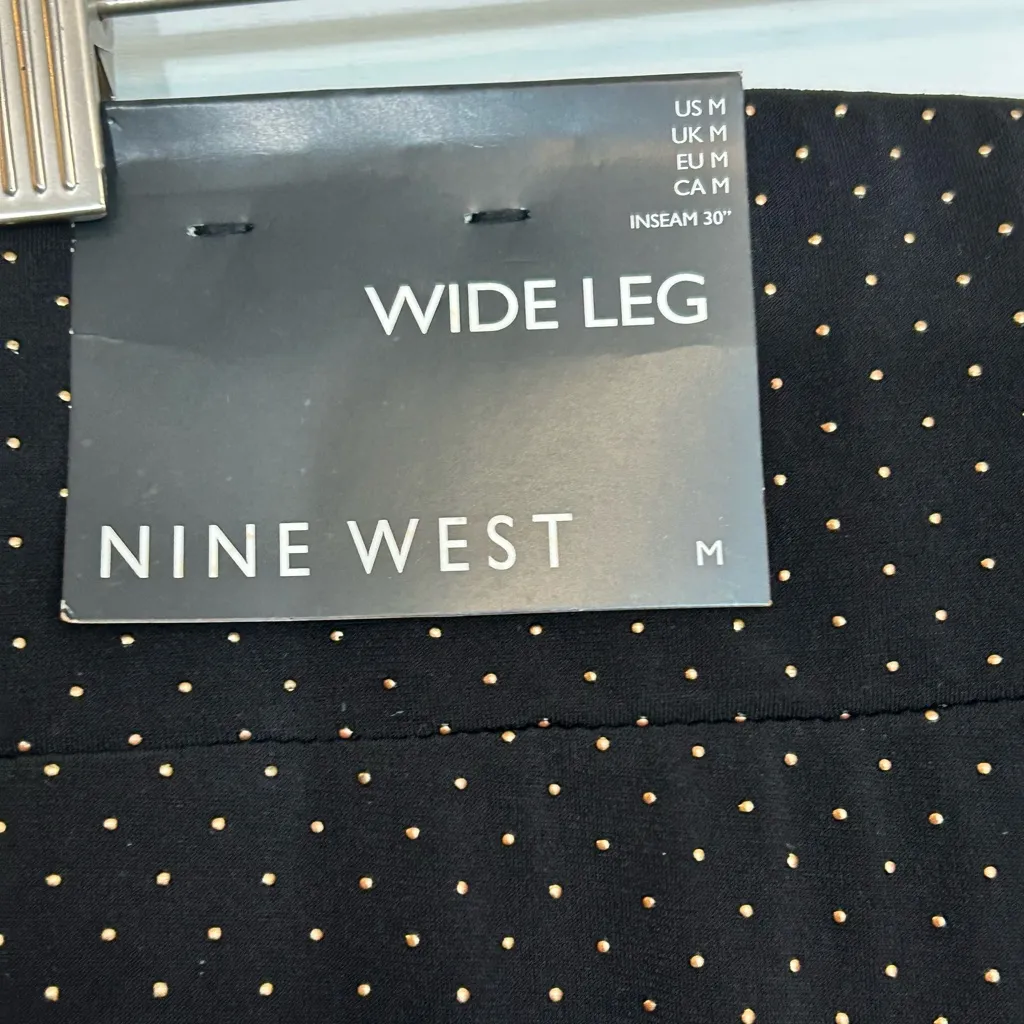 US M
UK M
EU M
CA M
INSEAM 30”
WIDE LEG
NINE WEST
M